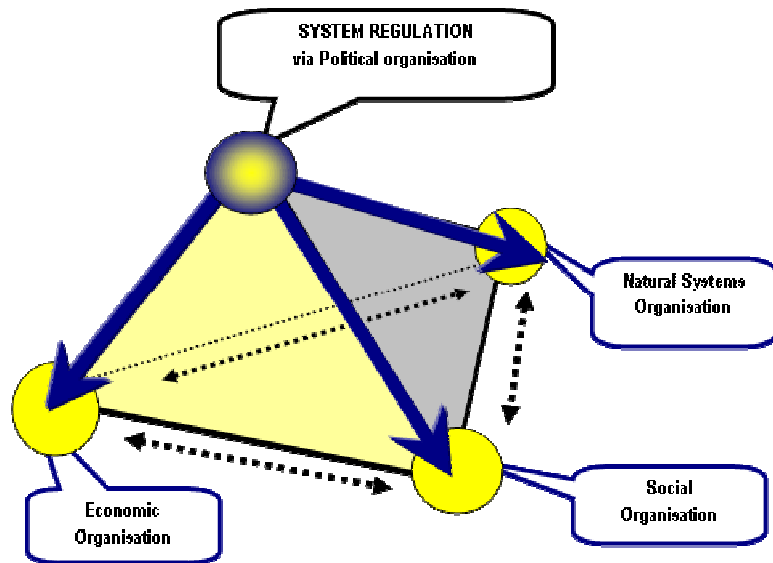 SYSTEM REGULATION
via Political organisation
Natural Systems
Organisation
Economic
Organisation
Social
Organisation